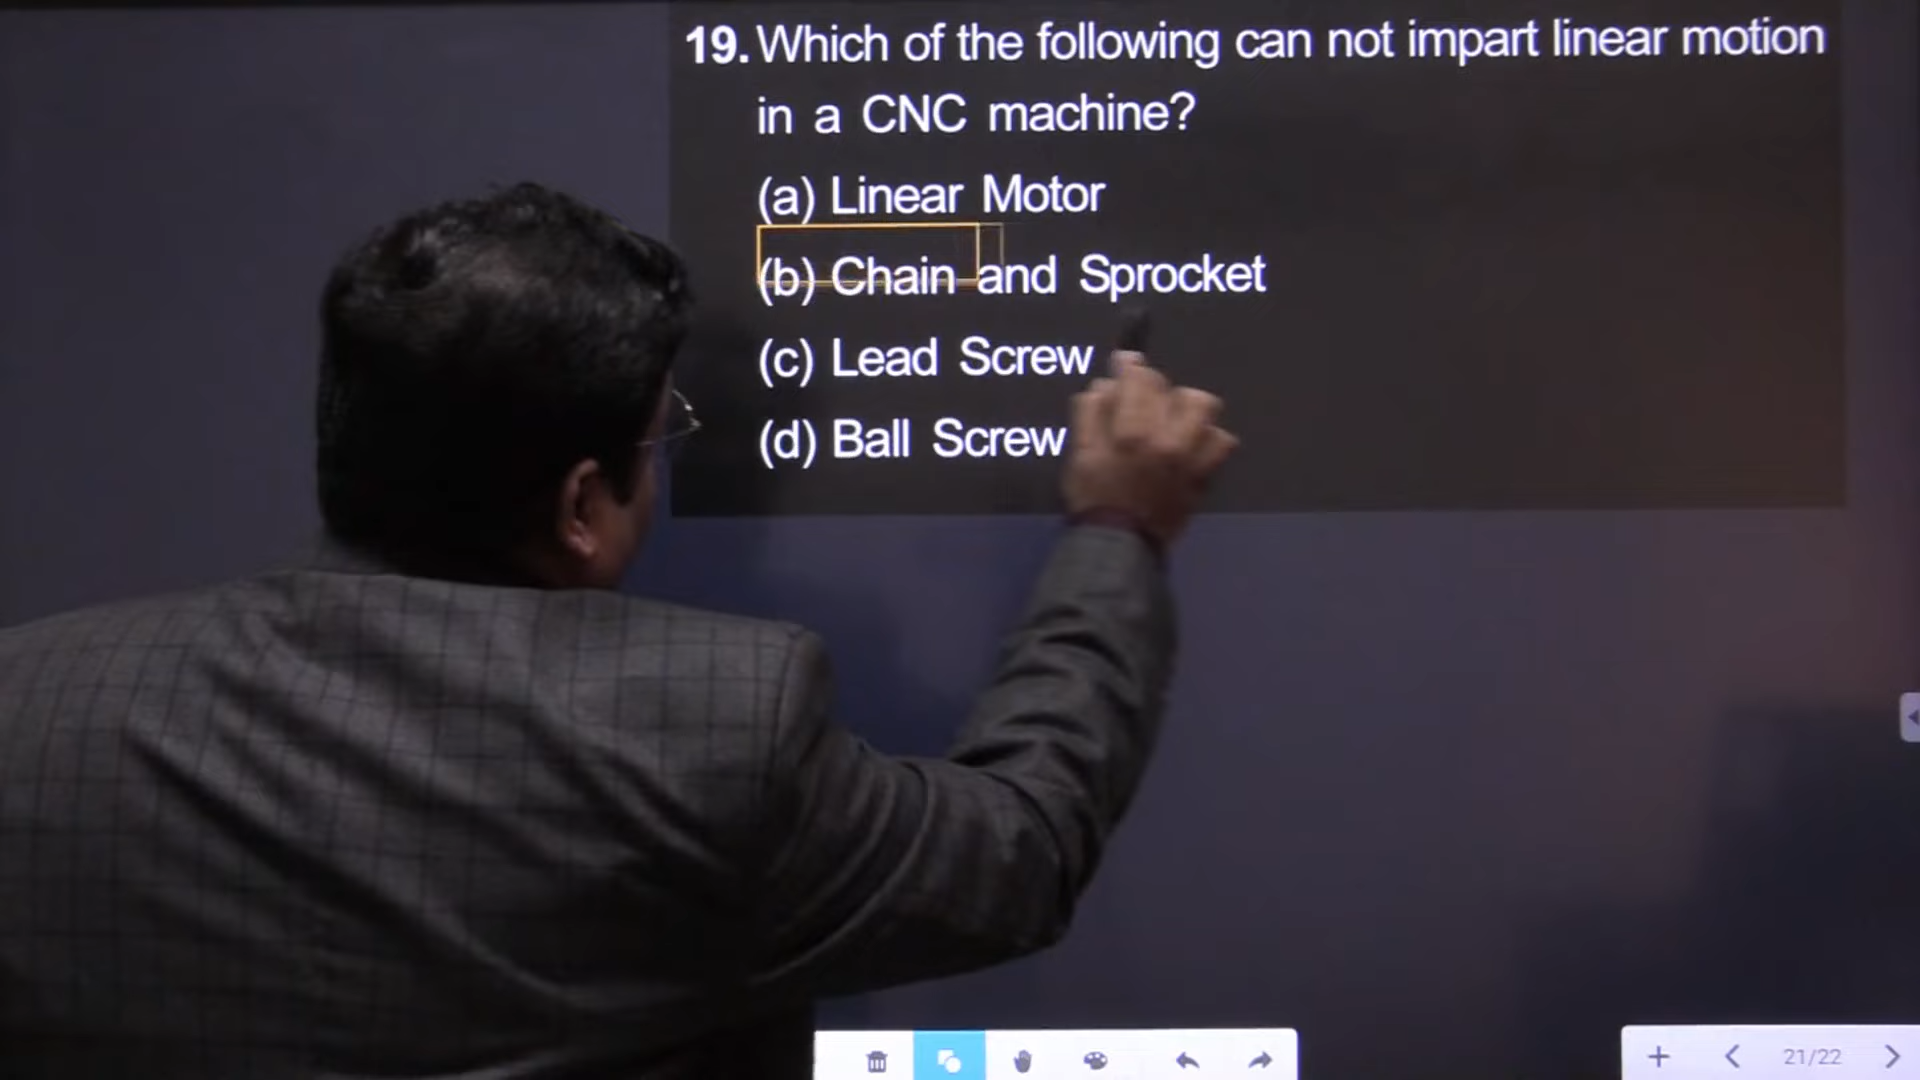 19. Which of the following can not impart linear motion
in a CNC machine?
(a) Linear Motor
(b) Chain and Sprocket
(c) Lead Screw
(d) Ball Screw
21/22